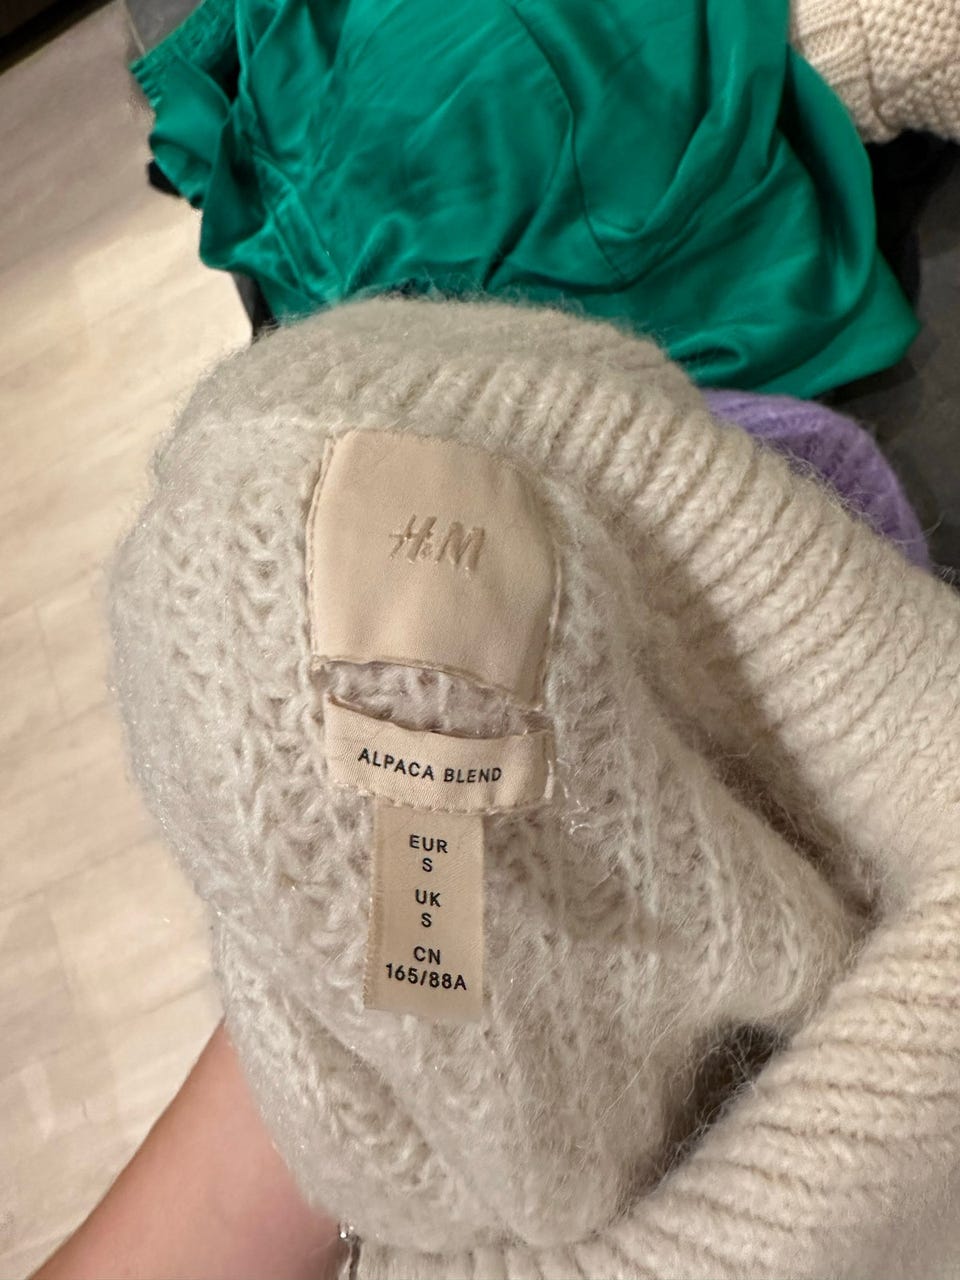 H&M
ALPACA BLEND
EUR
S
UK
S
CN
165/88A